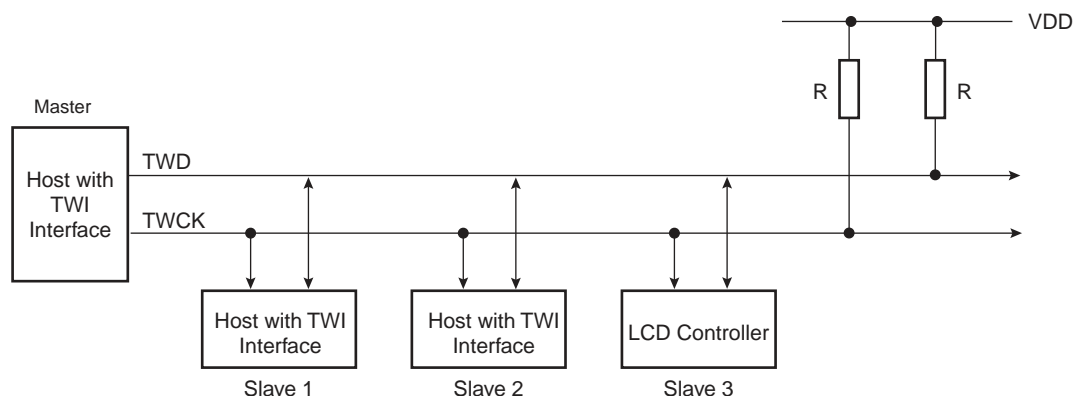 VDD
R
R
Master
Host with
TWI
Interface
TWD
TWCK
Host with TWI
Interface
Host with TWI
Interface
LCD Controller
Slave 1
Slave 2
Slave 3